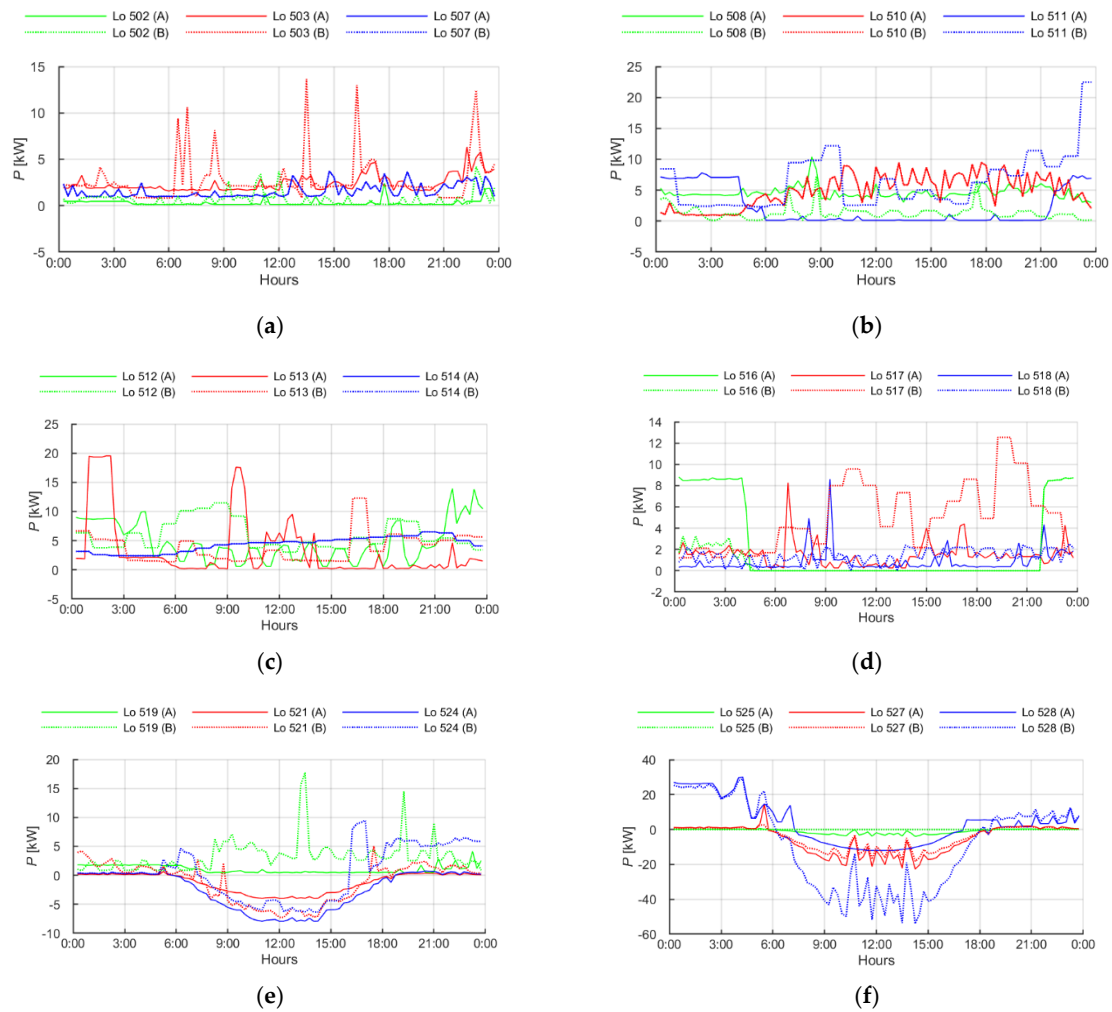 Lo 502 (A) Lo 503 (A) Lo 507 (A) Lo 508 (A) Lo 510 (A) Lo 511 (A)
Lo 502 (B) Lo 503 (B) Lo 507 (B) Lo 508 (B) Lo 510 (B) Lo 511 (B)
15
10
5
0
-5
P [kW]
0:00 3:00 6:00 9:00 12:00 15:00 18:00 21:00 0:00
Hours
25
20
15
10
5
0
-5
P [kW]
0:00 3:00 6:00 9:00 12:00 15:00 18:00 21:00 0:00
Hours
(a) (b)
Lo 512 (A) Lo 513 (A) Lo 514 (A) Lo 516 (A) Lo 517 (A) Lo 518 (A)
Lo 512 (B) Lo 513 (B) Lo 514 (B) Lo 516 (B) Lo 517 (B) Lo 518 (B)
25
20
15
10
5
0
-5
P [kW]
0:00 3:00 6:00 9:00 12:00 15:00 18:00 21:00 0:00
Hours
14
12
10
8
6
4
2
0
-2
P [kW]
0:00 3:00 6:00 9:00 12:00 15:00 18:00 21:00 0:00
Hours
(c) (d)
Lo 519 (A) Lo 521 (A) Lo 524 (A) Lo 525 (A) Lo 527 (A) Lo 528 (A)
Lo 519 (B) Lo 521 (B) Lo 524 (B) Lo 525 (B) Lo 527 (B) Lo 528 (B)
20
15
10
5
0
-5
-10
P [kW]
0:00 3:00 6:00 9:00 12:00 15:00 18:00 21:00 0:00
Hours
40
20
0
-20
-40
-60
P [kW]
0:00 3:00 6:00 9:00 12:00 15:00 18:00 21:00 0:00
Hours
(e) (f)